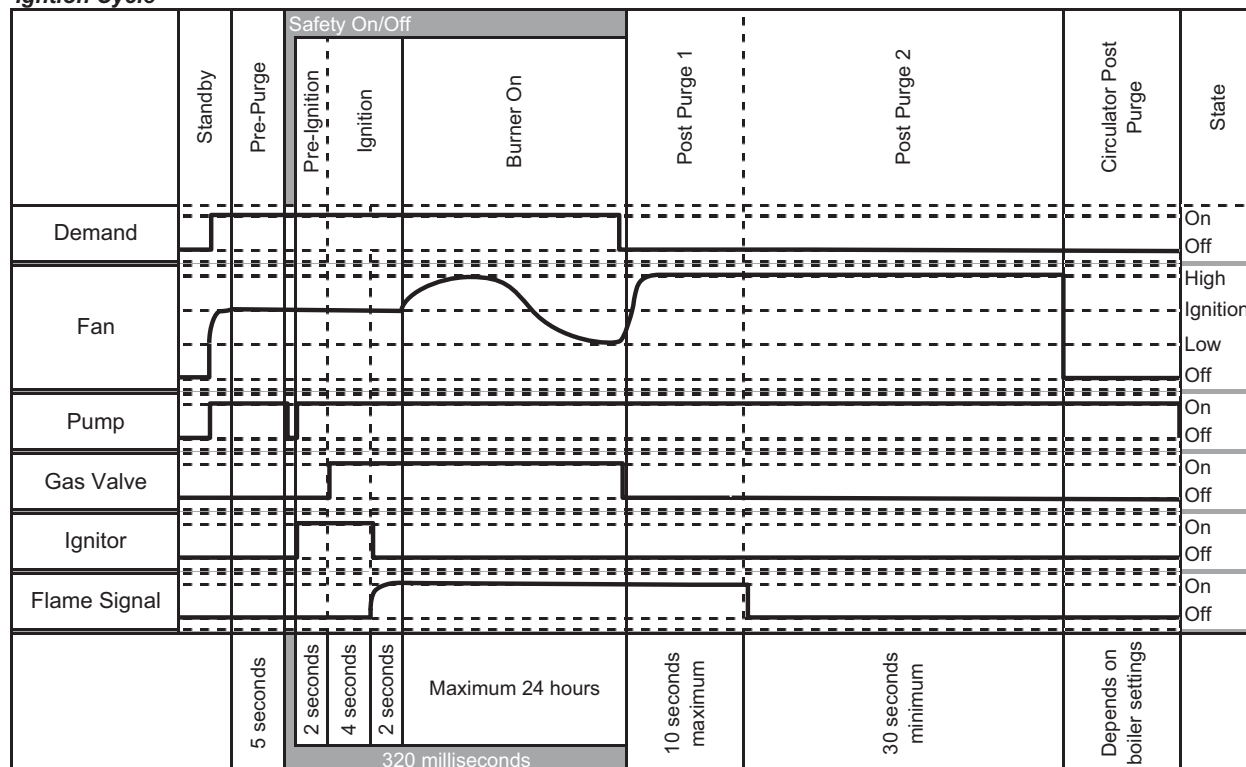 Ignition Cycle
Safety On/Off
Standby
Pre-Purge
Pre-Ignition
Ignition
Burner On
Post Purge 1
Post Purge 2
Circulator Post
Purge
State
Demand
On
Off
Fan
High
Ignition
Low
Off
Pump
On
Off
Gas Valve
On
Off
Ignitor
On
Off
Flame Signal
On
Off
5 seconds
2 seconds
4 seconds
2 seconds
Maximum 24 hours
10 seconds
maximum
30 seconds
minimum
Depends on
boiler settings
320 milliseconds